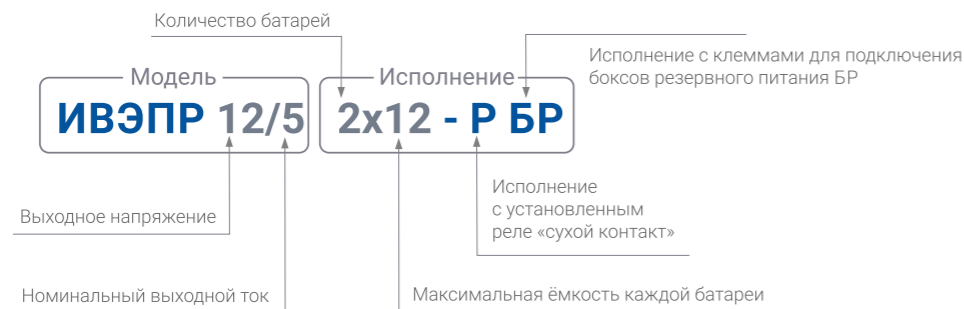 Количество батарей
Исполнение с клеммами для подключения
боксов резервного питания БР
Модель
Исполнение
ИВЭПР 12/5 2x12 - Р БР
Исполнение
с установленным
реле «сухой контакт»
Выходное напряжение
Номинальный выходной ток
Максимальная ёмкость каждой батареи